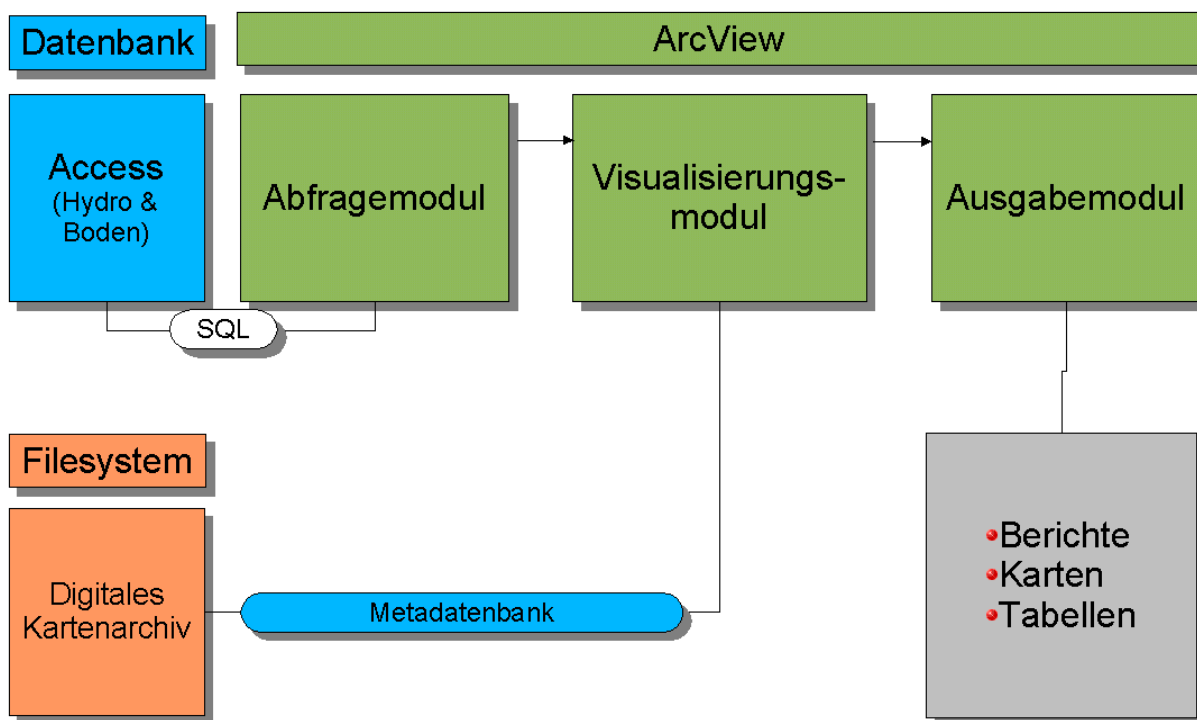 Datenbank
ArcView
Access
(Hydro &
Boden)
Abfragemodul
Visualisierungs-
modul
Ausgabemodul
SQL
Filesystem
Digitales
Kartenarchiv
Metadatenbank
Berichte
Karten
Tabellen